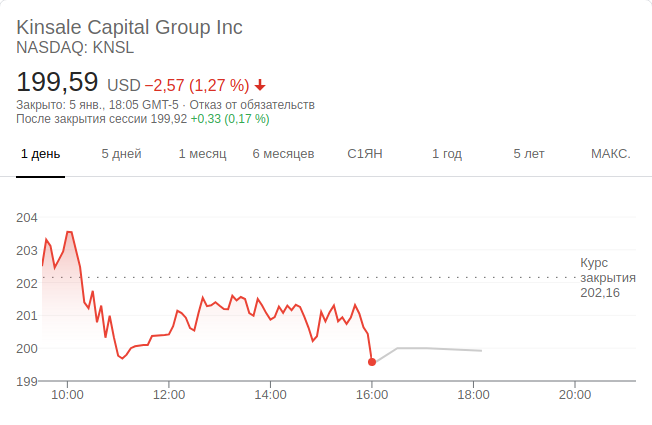 Kinsale Capital Group Inc
NASDAQ: KNSL
199,59 USD −2,57 (1,27 %)
Закрыто: 5 янв., 18:05 GMT-5 · Отказ от обязательств
После закрытия сессии 199,92 +0,33 (0,17 %)
1 день 5 дней 1 месяц 6 месяцев С1ЯН 1 год 5 лет МАКС.
204
203
Курс
закрытия
202,16
202
201
200
199
10:00 12:00 14:00 16:00 18:00 20:00